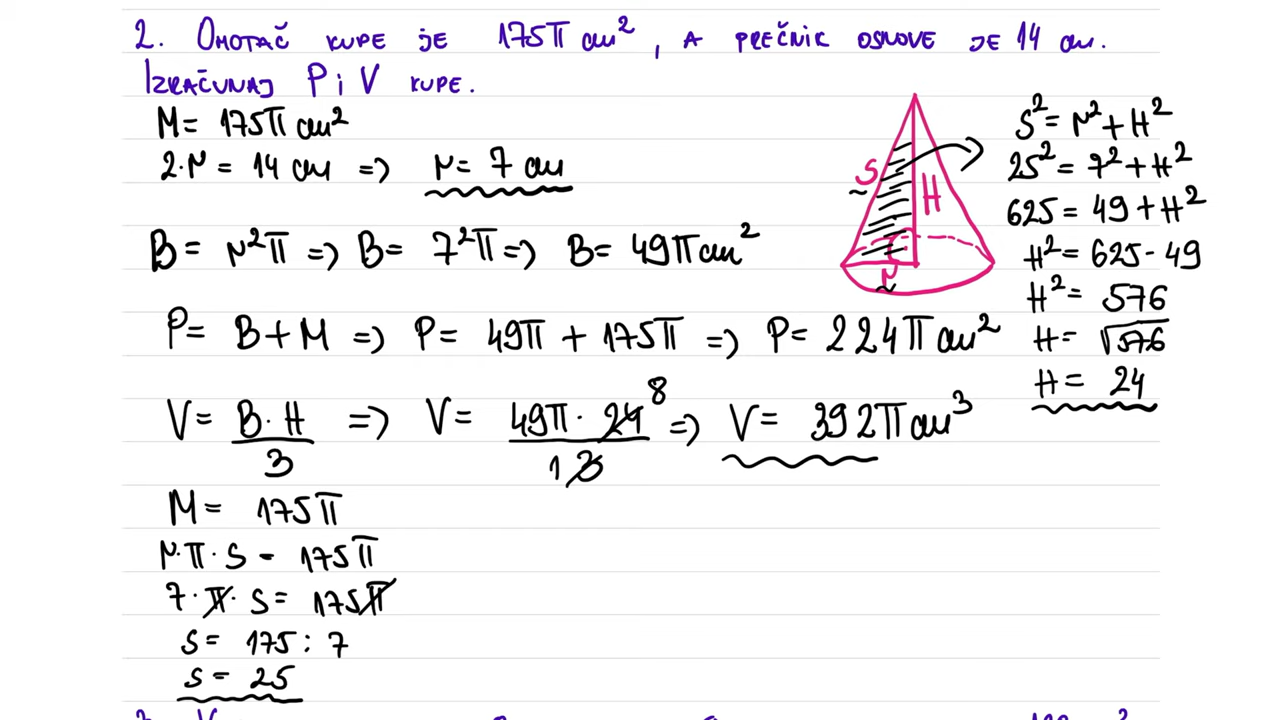 2. OMOTAČ KUPE JE 175π cm², A PREČNIK OSNOVE JE 14 cm.
IZRAČUNAJ P i V KUPE.
M = 175π cm²
2·r = 14 cm => r = 7 cm
B = r²π => B = 7²π => B = 49π cm²
P = B + M => P = 49π + 175π => P = 224π cm²
V = B·H / 3 => V = 49π · 24 8 / 1 3 => V = 392π cm³
M = 175π
r·π·s = 175π
7·π·s = 175π
s = 175 : 7
s = 25
s
H
r
s² = r² + H²
25² = 7² + H²
625 = 49 + H²
H² = 625 - 49
H² = 576
H = √576
H = 24